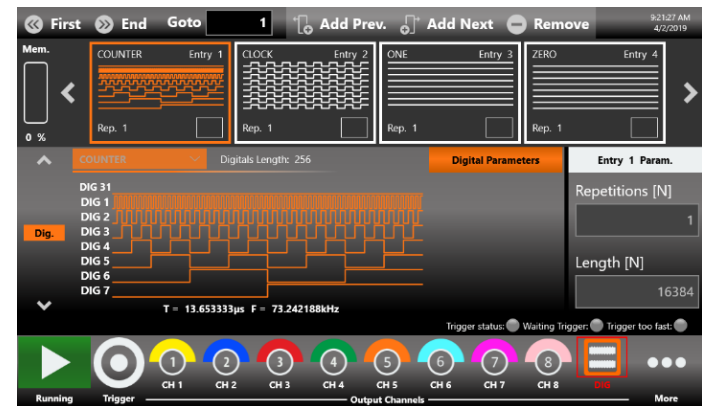 First End Goto 1 Add Prev. Add Next Remove 9:21:27 AM
4/2/2019
Mem.
0 %
COUNTER Entry 1
Rep. 1
CLOCK Entry 2
Rep. 1
ONE Entry 3
Rep. 1
ZERO Entry 4
Rep. 1
COUNTER Digitals Length: 256 Digital Parameters Entry 1 Param.
Dig.
DIG 31
DIG 1
DIG 2
DIG 3
DIG 4
DIG 5
DIG 6
DIG 7
T = 13.653333µs F = 73.242188kHz
Repetitions [N]
1
Length [N]
16384
Trigger status: Waiting Trigger: Trigger too fast:
1 2 3 4 5 6 7 8
CH 1 CH 2 CH 3 CH 4 CH 5 CH 6 CH 7 CH 8 DIG
Running Trigger Output Channels More